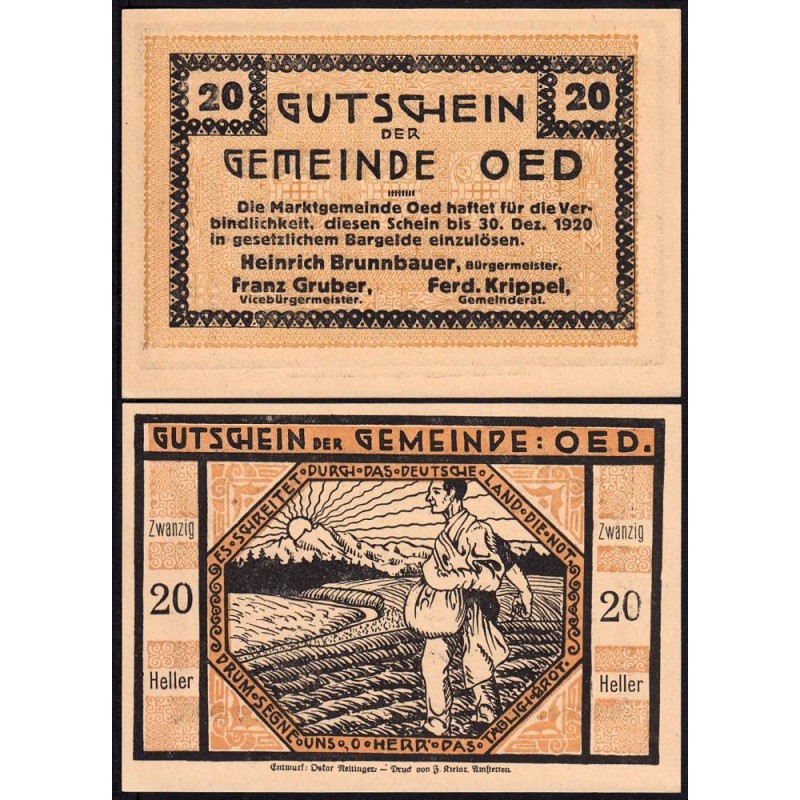 20 20
GUTSCHEIN
DER
GEMEINDE OED
Die Marktgemeinde Oed haftet für die Ver-
bindlichkeit, diesen Schein bis 30. Dez. 1920
in gesetzlichem Bargelde einzulösen.
Heinrich Brunnbauer, Bürgermeister,
Franz Gruber, Ferd. Krippel,
Vicebürgermeister. Gemeinderat.
GUTSCHEIN DER GEMEINDE: OED.
ES·SCHREITET·DURCH·DAS·DEUTSCHE·LAND·DIE·NOT.
DRUM·SEGNE·UNS,O·HERR·DAS·TÄGLICH·BROT.
Zwanzig Zwanzig
20 20
Heller Heller
Entwurf: Oskar Reitinger — Druck von F. Kielar, Amstetten.